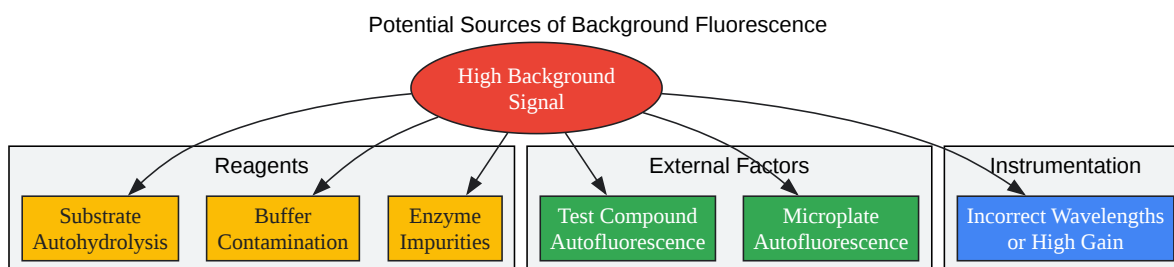 Potential Sources of Background Fluorescence
High Background
Signal
Reagents
External Factors
Instrumentation
Substrate
Autohydrolysis
Buffer
Contamination
Enzyme
Impurities
Test Compound
Autofluorescence
Microplate
Autofluorescence
Incorrect Wavelengths
or High Gain